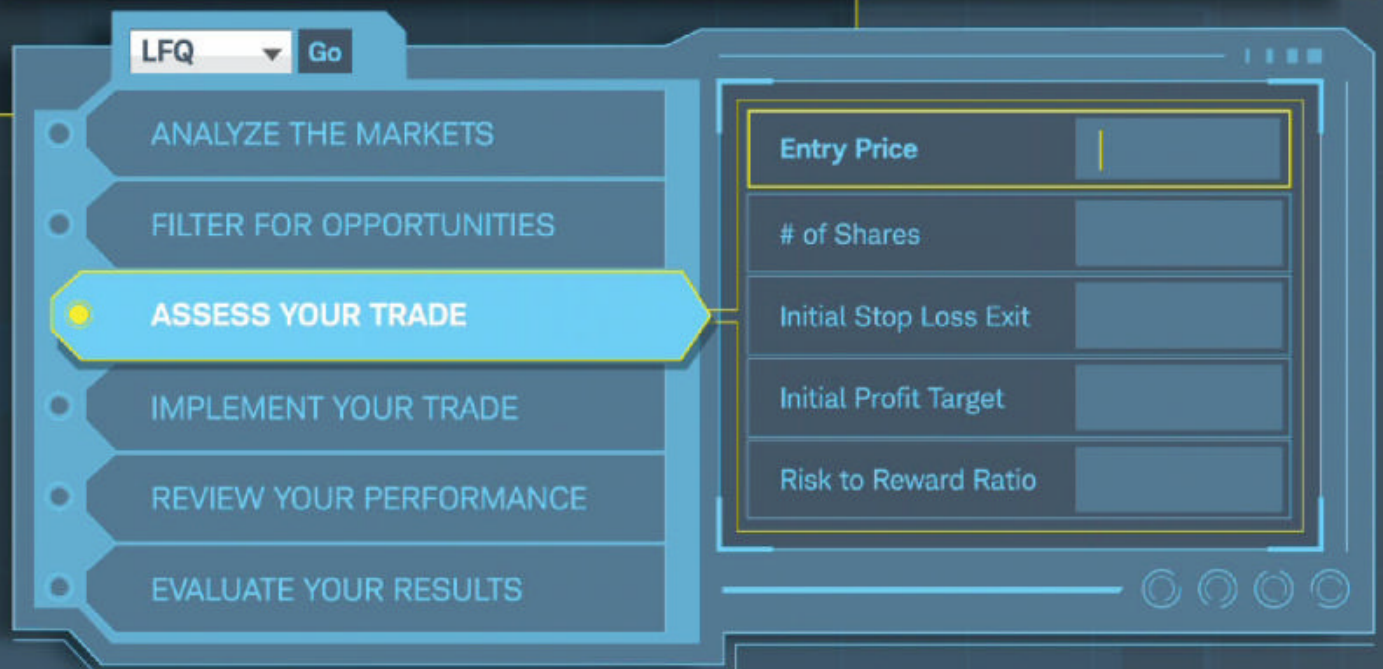 LFQ Go
ANALYZE THE MARKETS
FILTER FOR OPPORTUNITIES
ASSESS YOUR TRADE
IMPLEMENT YOUR TRADE
REVIEW YOUR PERFORMANCE
EVALUATE YOUR RESULTS
Entry Price
# of Shares
Initial Stop Loss Exit
Initial Profit Target
Risk to Reward Ratio